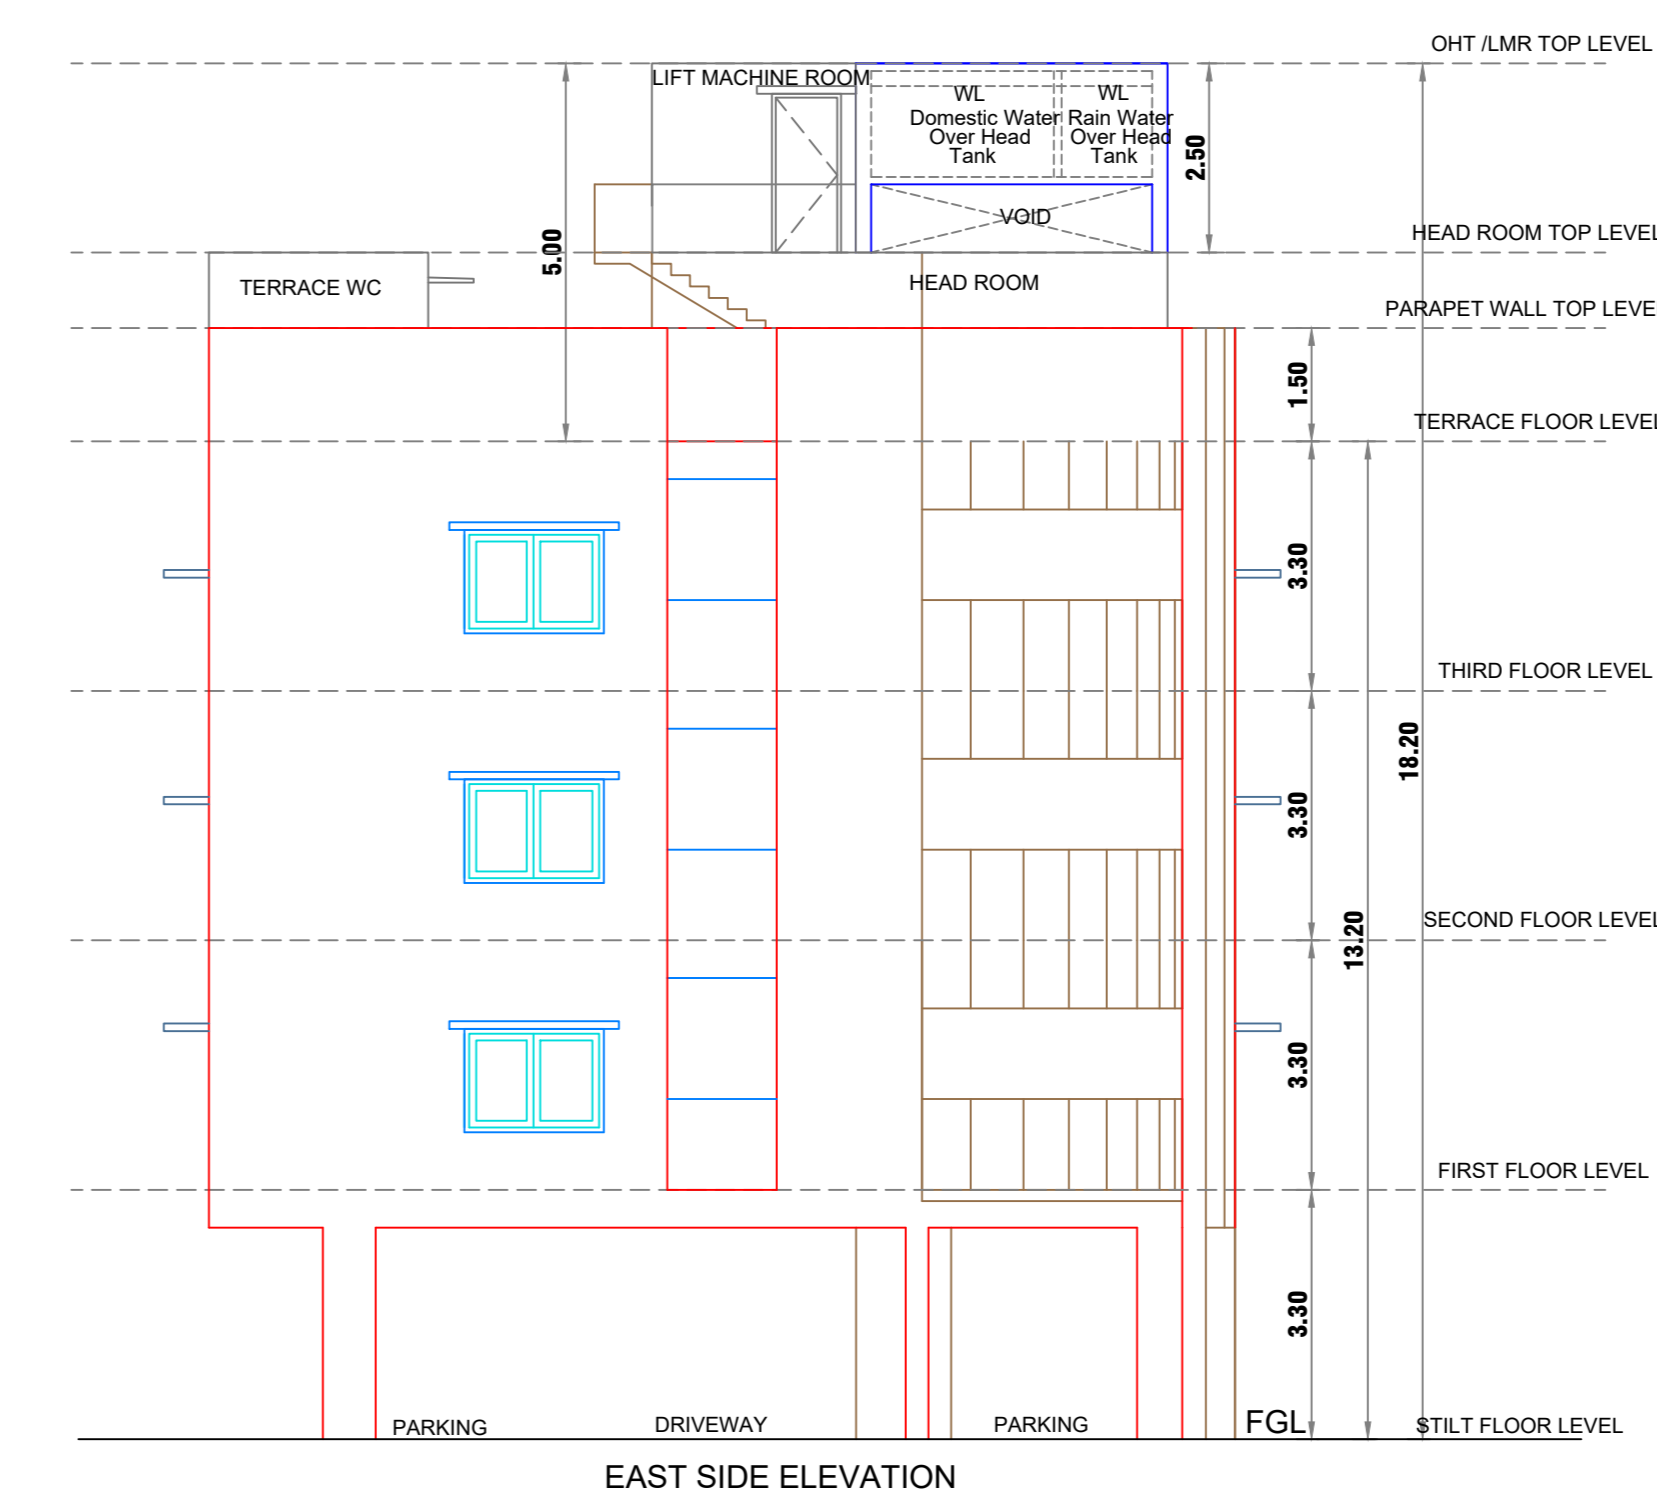 OHT /LMR TOP LEVEL
LIFT MACHINE ROOM
WL
WL
Domestic Water
Over Head
Tank
Rain Water
Over Head
Tank
2.50
VOID
5.00
HEAD ROOM TOP LEVEL
TERRACE WC
HEAD ROOM
PARAPET WALL TOP LEVE
1.50
TERRACE FLOOR LEVEL
3.30
THIRD FLOOR LEVEL
18.20
3.30
SECOND FLOOR LEVEL
13.20
3.30
FIRST FLOOR LEVEL
3.30
PARKING
DRIVEWAY
PARKING
FGL
STILT FLOOR LEVEL
EAST SIDE ELEVATION